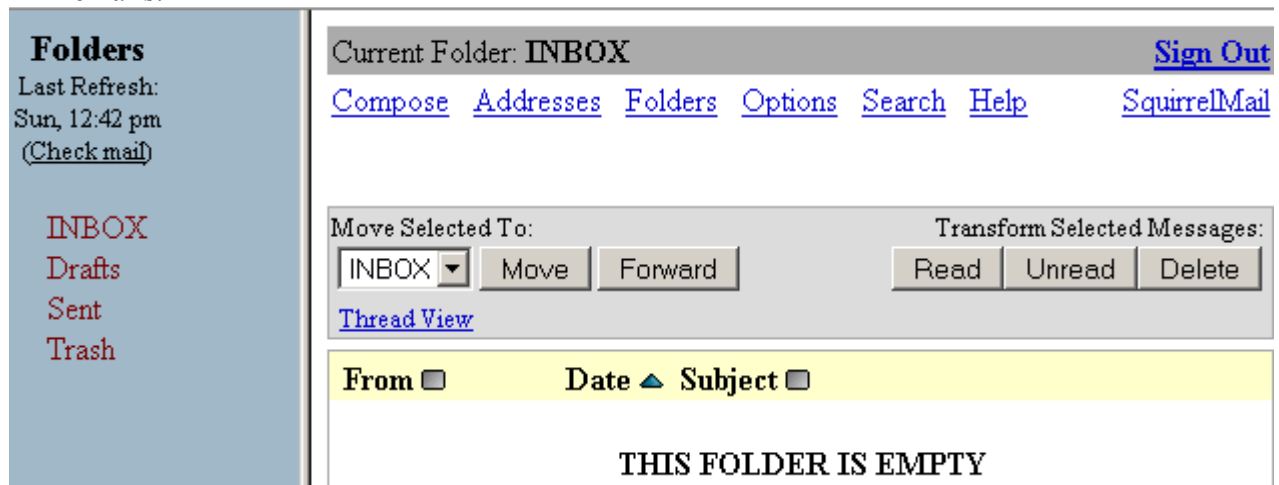 Folders
Last Refresh:
Sun, 12:42 pm
(Check mail)
INBOX
Drafts
Sent
Trash
Current Folder: INBOX Sign Out
Compose Addresses Folders Options Search Help SquirrelMail
Move Selected To: Transform Selected Messages:
INBOX Move Forward Read Unread Delete
Thread View
From Date Subject
THIS FOLDER IS EMPTY